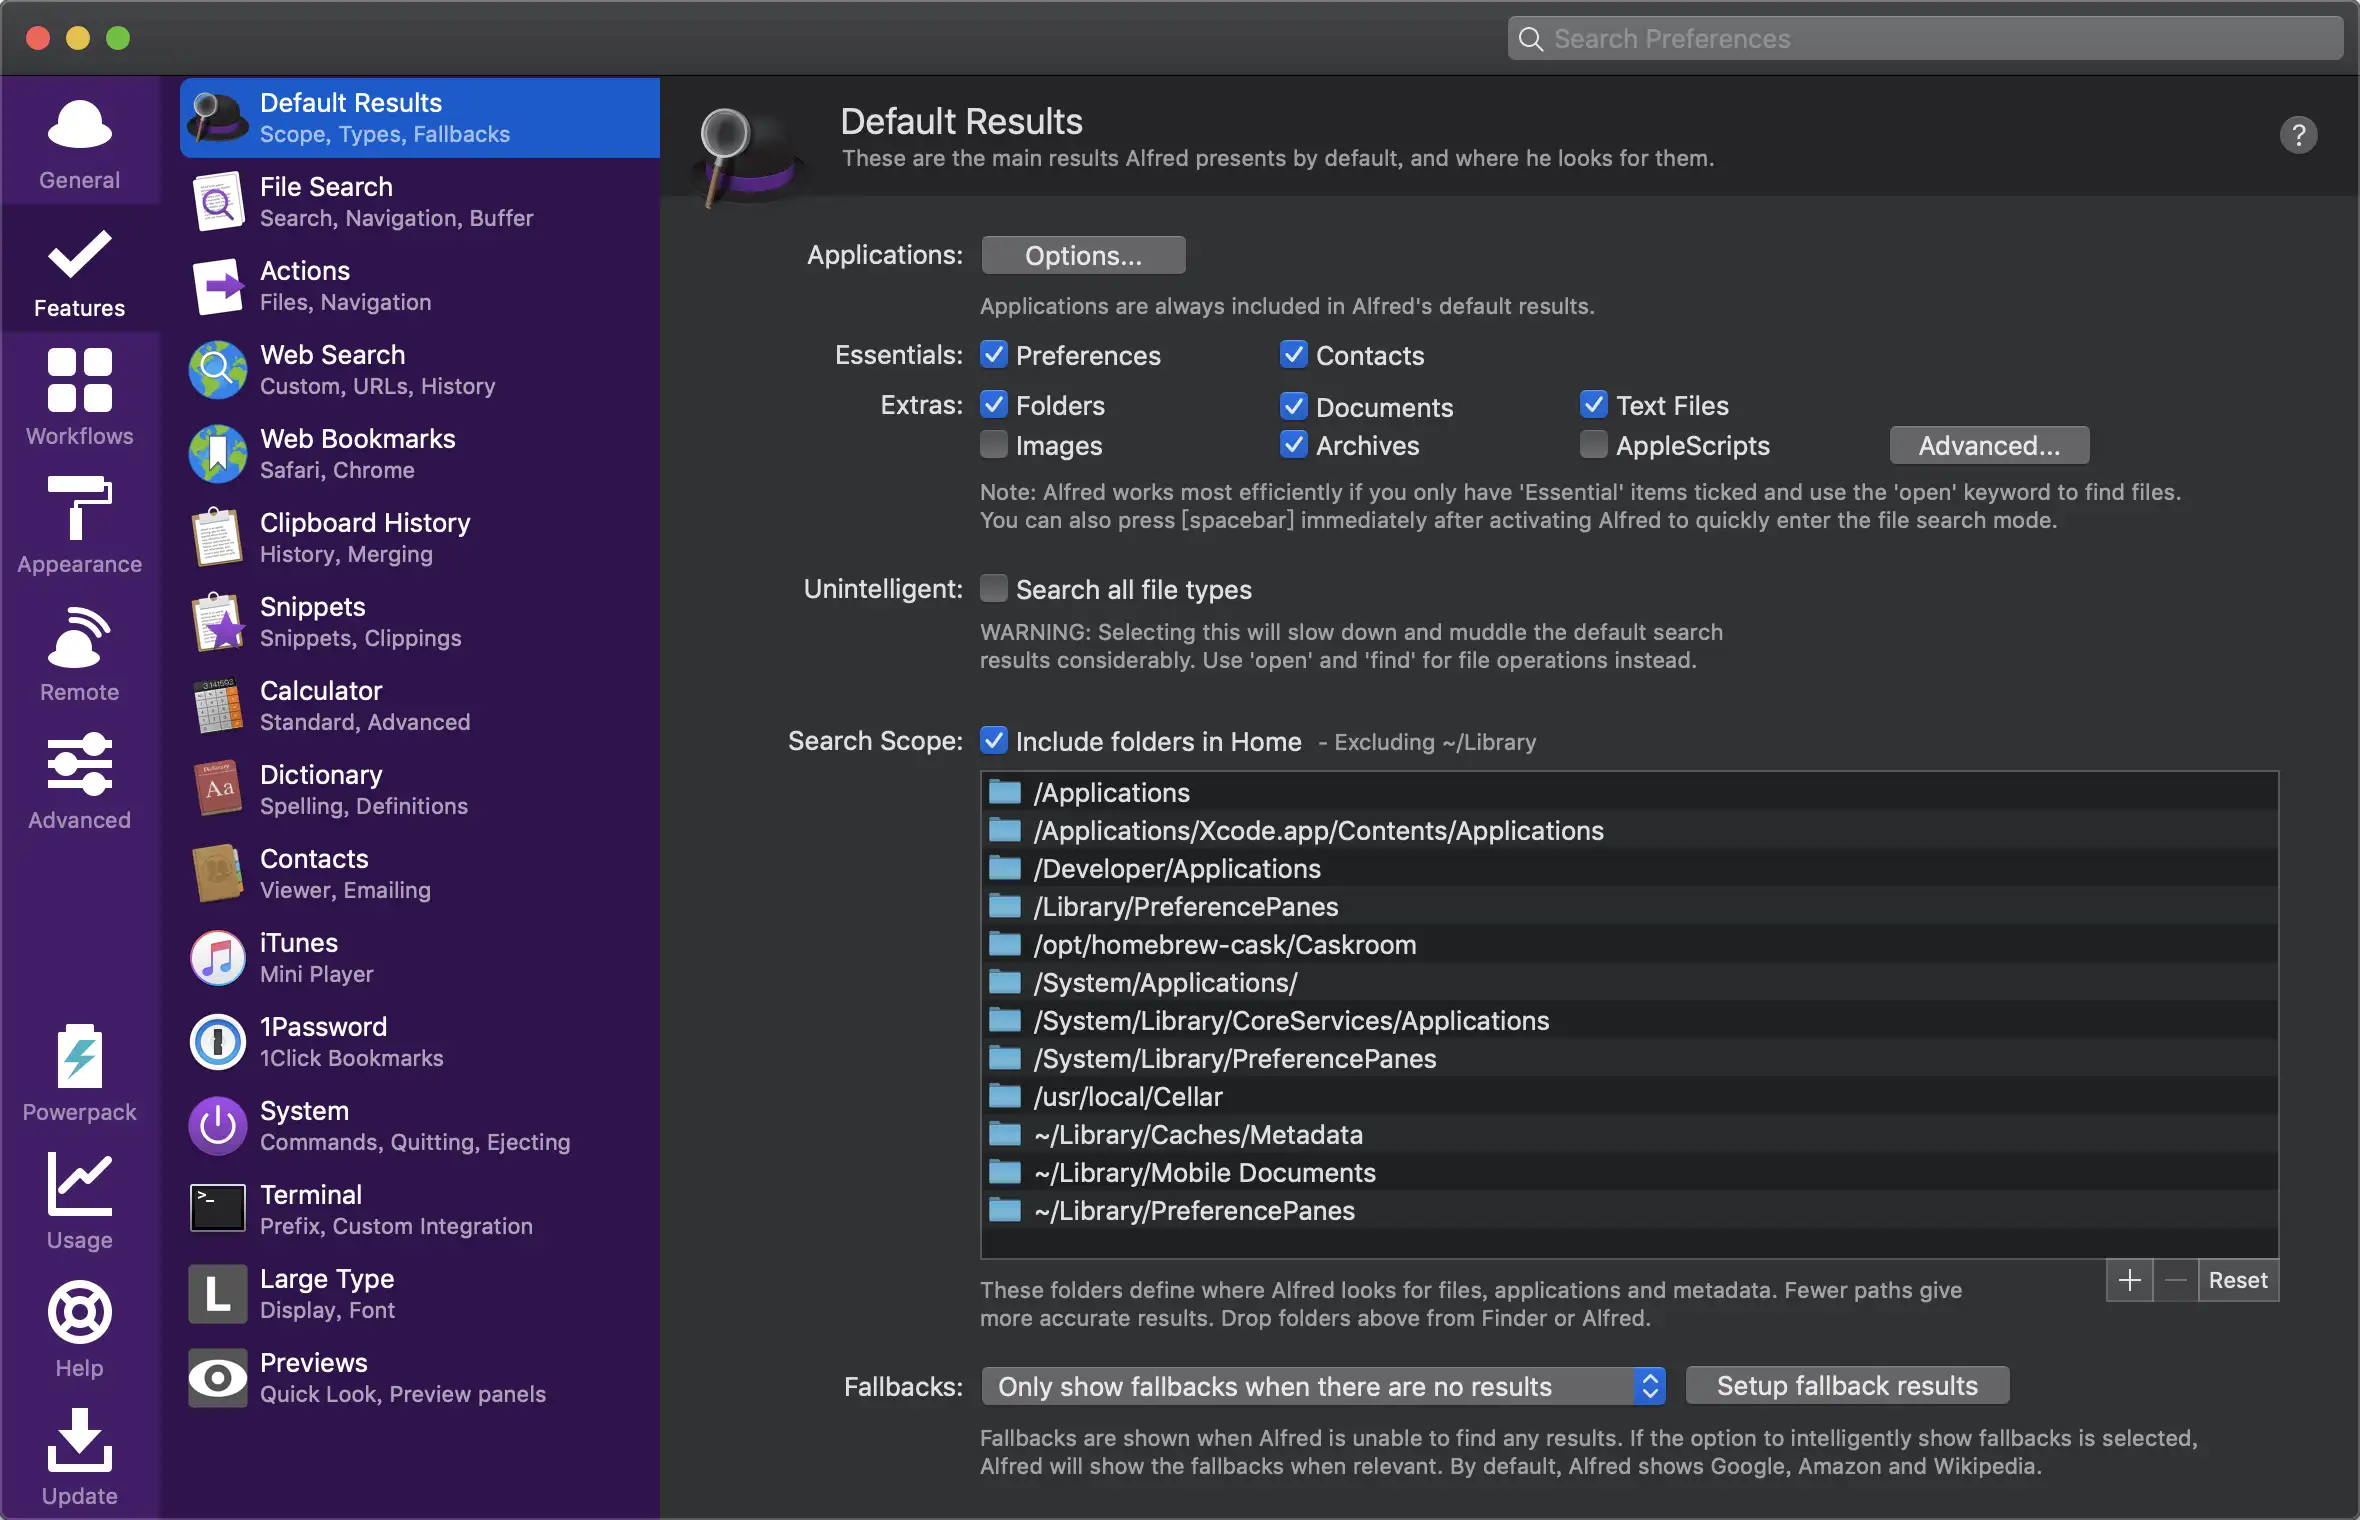 Search Preferences
General
Features
Workflows
Appearance
Remote
Advanced
Powerpack
Usage
Help
Update
Default Results
Scope, Types, Fallbacks
File Search
Search, Navigation, Buffer
Actions
Files, Navigation
Web Search
Custom, URLs, History
Web Bookmarks
Safari, Chrome
Clipboard History
History, Merging
Snippets
Snippets, Clippings
3.141593
Calculator
Standard, Advanced
Dictionary
Aa
Dictionary
Spelling, Definitions
Contacts
Viewer, Emailing
iTunes
Mini Player
1Password
1Click Bookmarks
System
Commands, Quitting, Ejecting
>_
Terminal
Prefix, Custom Integration
L
Large Type
Display, Font
Previews
Quick Look, Preview panels
Default Results
These are the main results Alfred presents by default, and where he looks for them.
?
Applications: Options...
Applications are always included in Alfred's default results.
Essentials: Preferences Contacts
Extras: Folders Documents Text Files
Images Archives AppleScripts Advanced...
Note: Alfred works most efficiently if you only have 'Essential' items ticked and use the 'open' keyword to find files.
You can also press [spacebar] immediately after activating Alfred to quickly enter the file search mode.
Unintelligent: Search all file types
WARNING: Selecting this will slow down and muddle the default search
results considerably. Use 'open' and 'find' for file operations instead.
Search Scope: Include folders in Home - Excluding ~/Library
/Applications
/Applications/Xcode.app/Contents/Applications
/Developer/Applications
/Library/PreferencePanes
/opt/homebrew-cask/Caskroom
/System/Applications/
/System/Library/CoreServices/Applications
/System/Library/PreferencePanes
/usr/local/Cellar
~/Library/Caches/Metadata
~/Library/Mobile Documents
~/Library/PreferencePanes
+ — Reset
These folders define where Alfred looks for files, applications and metadata. Fewer paths give
more accurate results. Drop folders above from Finder or Alfred.
Fallbacks: Only show fallbacks when there are no results Setup fallback results
Fallbacks are shown when Alfred is unable to find any results. If the option to intelligently show fallbacks is selected,
Alfred will show the fallbacks when relevant. By default, Alfred shows Google, Amazon and Wikipedia.